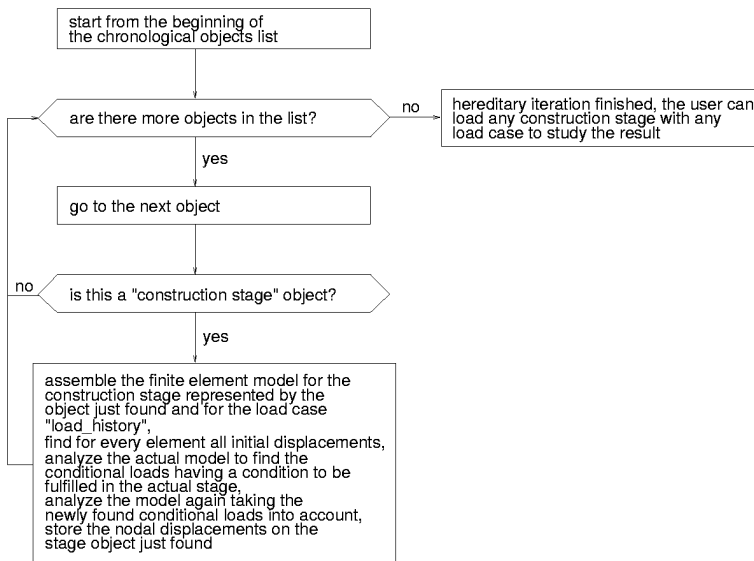 start from the beginning of
the chronological objects list
are there more objects in the list?
no
hereditary iteration finished, the user can
load any construction stage with any
load case to study the result
yes
go to the next object
no
is this a "construction stage" object?
yes
assemble the finite element model for the
construction stage represented by the
object just found and for the load case
"load_history",
find for every element all initial displacements,
analyze the actual model to find the
conditional loads having a condition to be
fulfilled in the actual stage,
analyze the model again taking the
newly found conditional loads into account,
store the nodal displacements on the
stage object just found